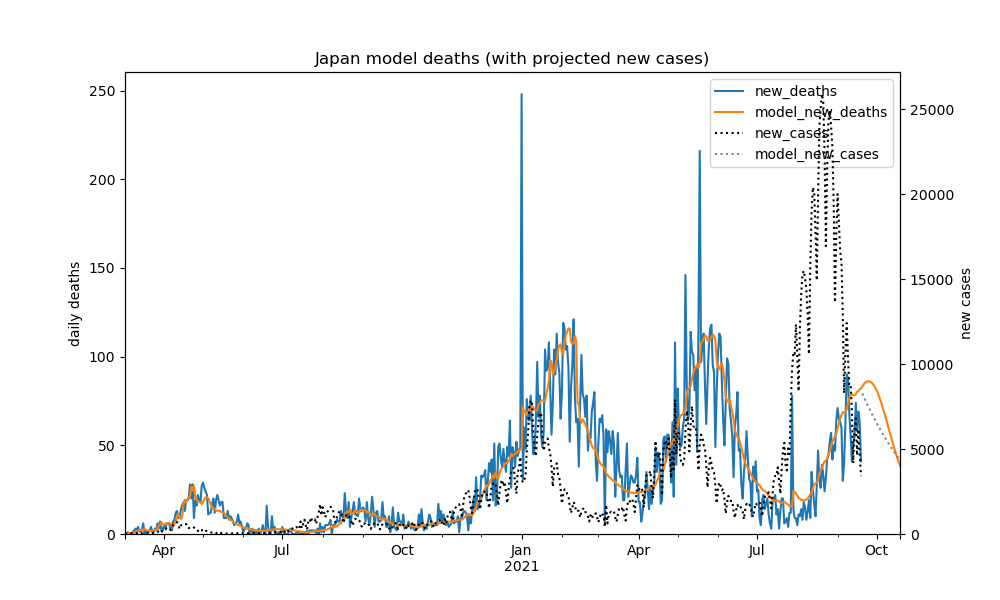 Japan model deaths (with projected new cases)
new_deaths
model_new_deaths
new_cases
model_new_cases
daily deaths
250
200
150
100
50
0
new cases
25000
20000
15000
10000
5000
0
Apr
Jul
Oct
Jan
2021
Apr
Jul
Oct